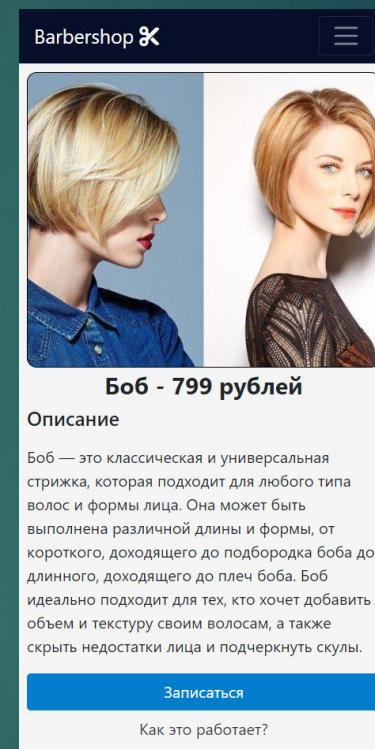 Barbershop
Боб - 799 рублей
Описание
Боб — это классическая и универсальная
стрижка, которая подходит для любого типа
волос и формы лица. Она может быть
выполнена различной длины и формы, от
короткого, доходящего до подбородка боба до
длинного, доходящего до плеч боба. Боб
идеально подходит для тех, кто хочет добавить
объем и текстуру своим волосам, а также
скрыть недостатки лица и подчеркнуть скулы.
Записаться
Как это работает?